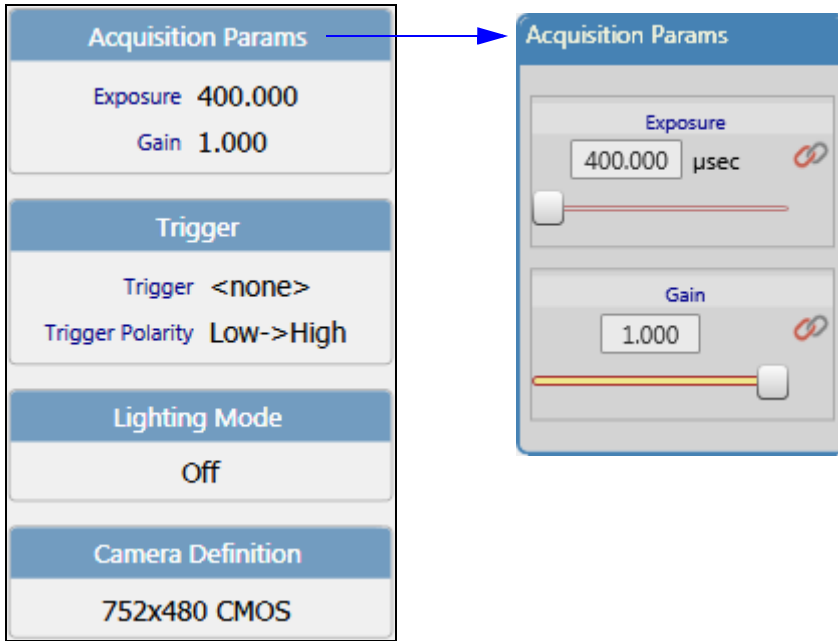 Acquisition Params
Exposure 400.000
Gain 1.000
Trigger
Trigger <none>
Trigger Polarity Low->High
Lighting Mode
Off
Camera Definition
752x480 CMOS
Acquisition Params
Exposure
400.000 µsec
Gain
1.000